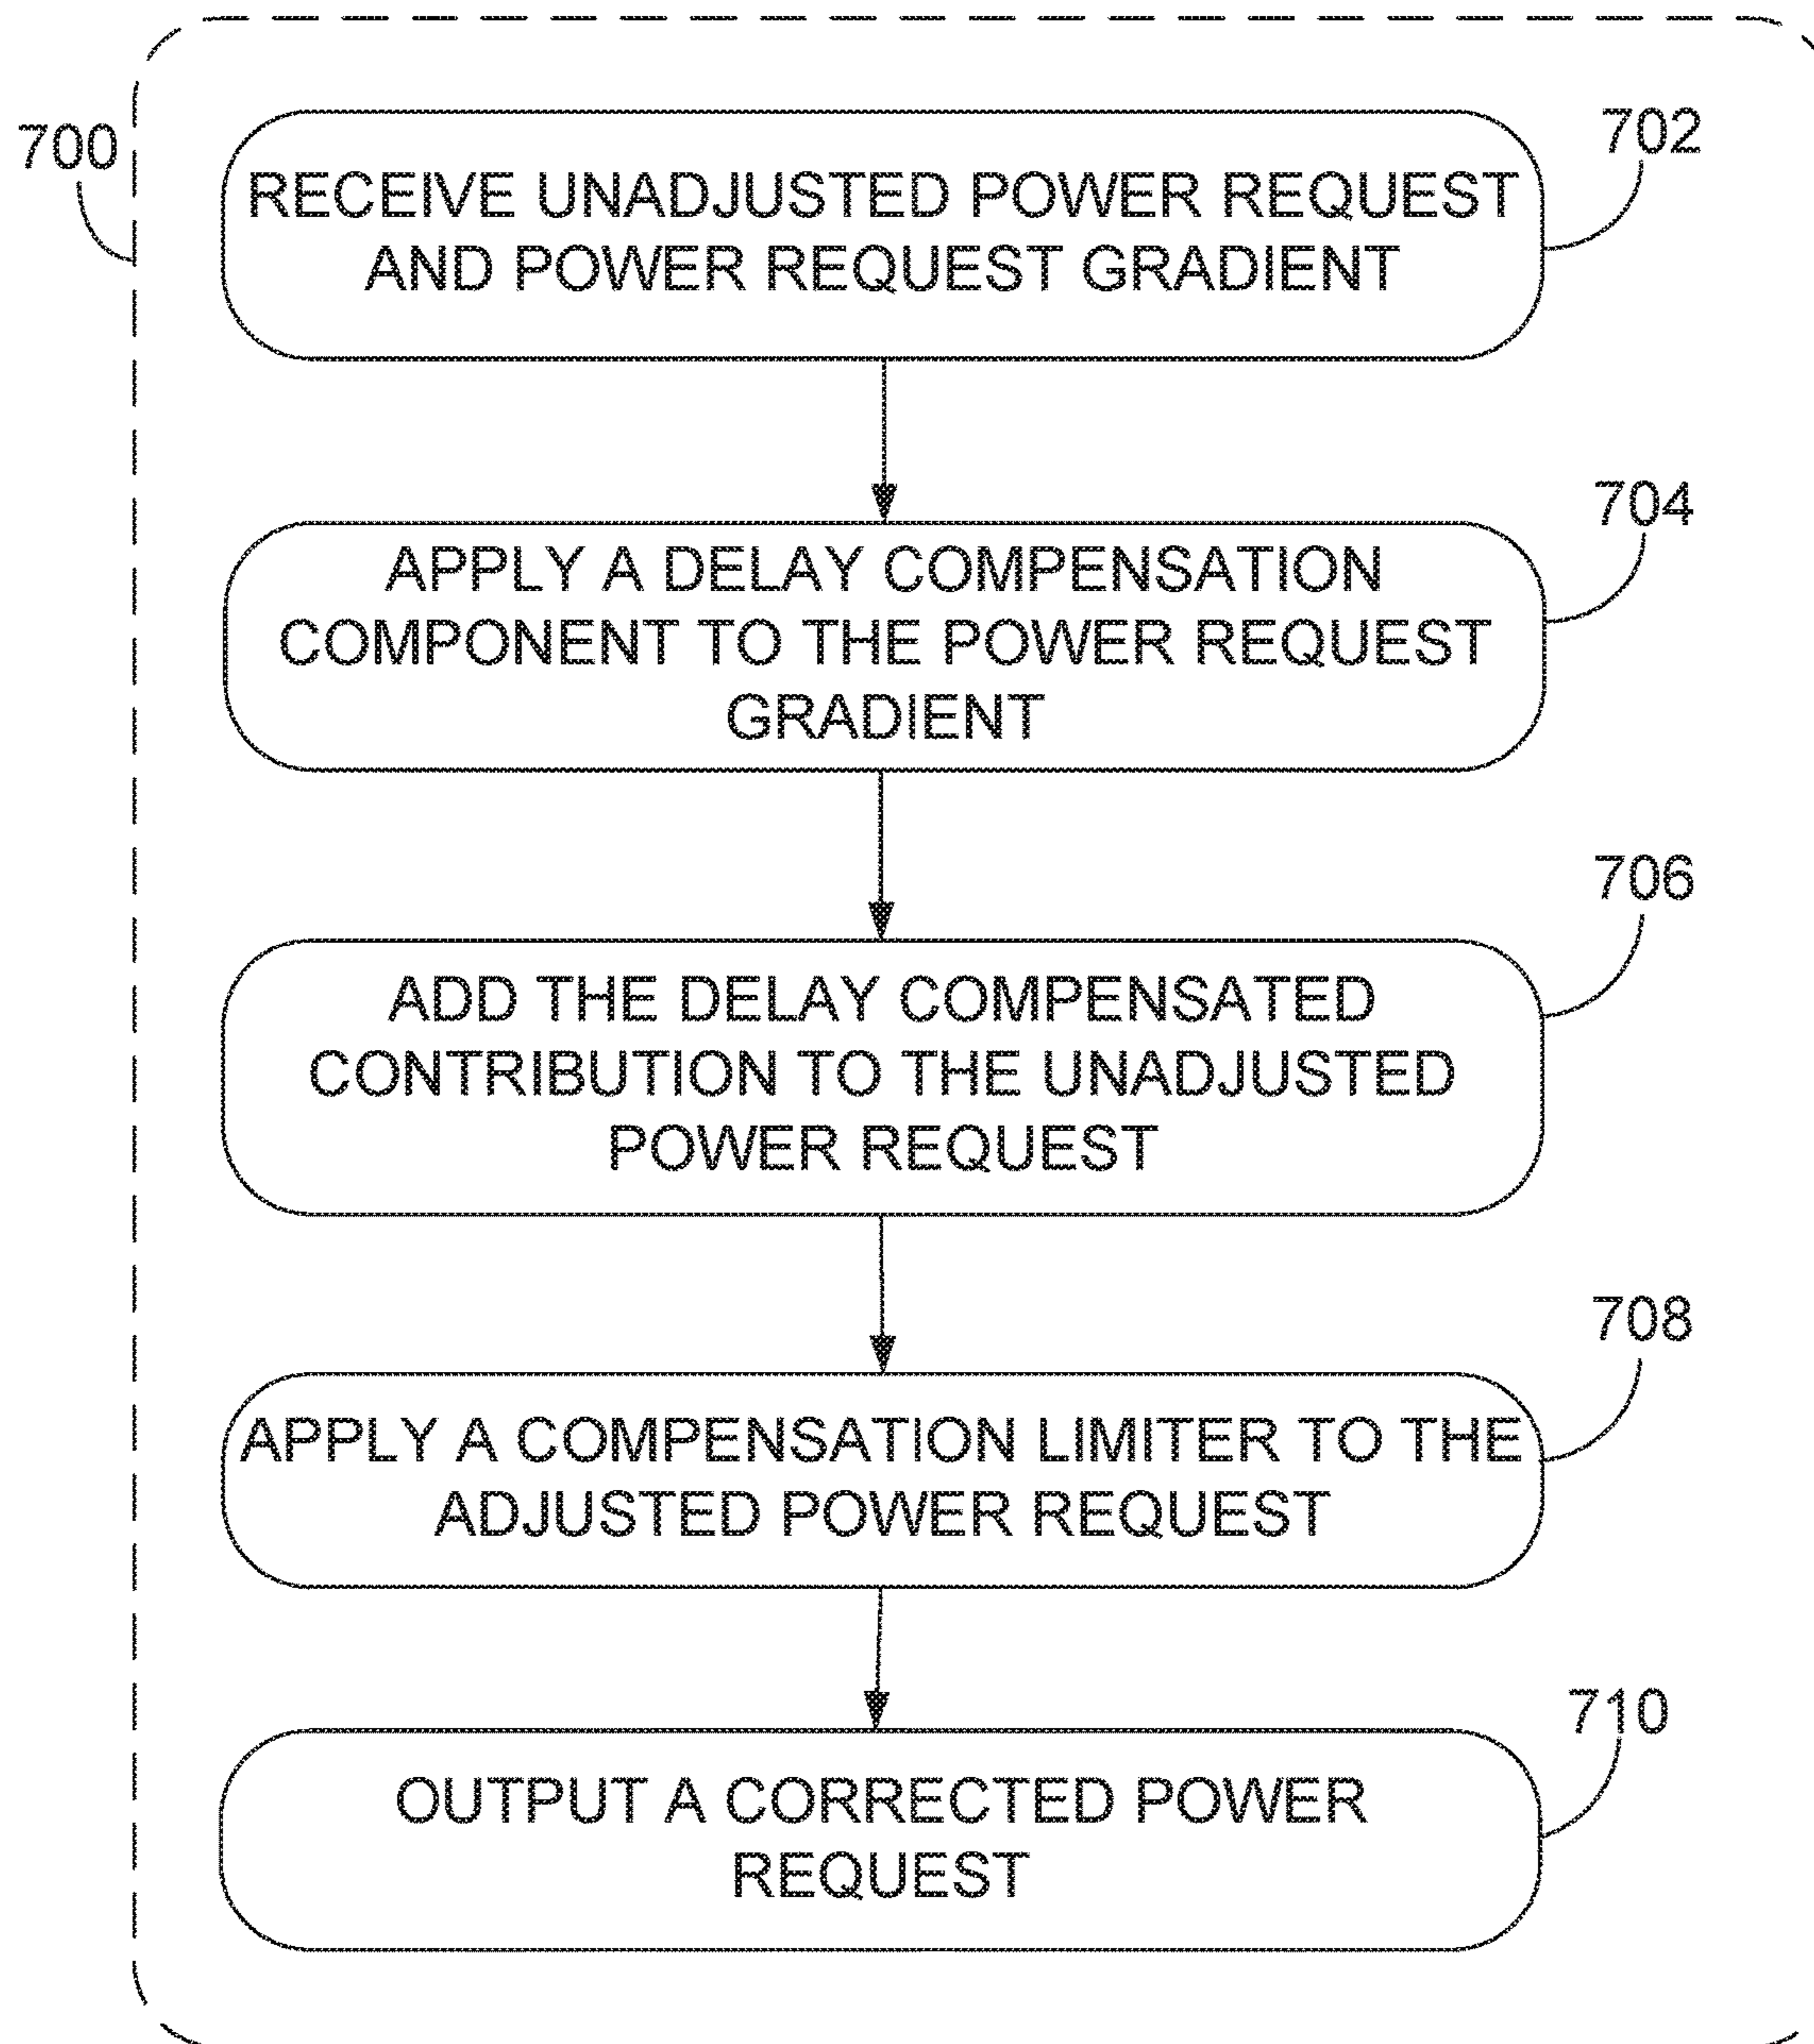 700
702
RECEIVE UNADJUSTED POWER REQUEST
AND POWER REQUEST GRADIENT
704
APPLY A DELAY COMPENSATION
COMPONENT TO THE POWER REQUEST
GRADIENT
706
ADD THE DELAY COMPENSATED
CONTRIBUTION TO THE UNADJUSTED
POWER REQUEST
708
APPLY A COMPENSATION LIMITER TO THE
ADJUSTED POWER REQUEST
710
OUTPUT A CORRECTED POWER
REQUEST